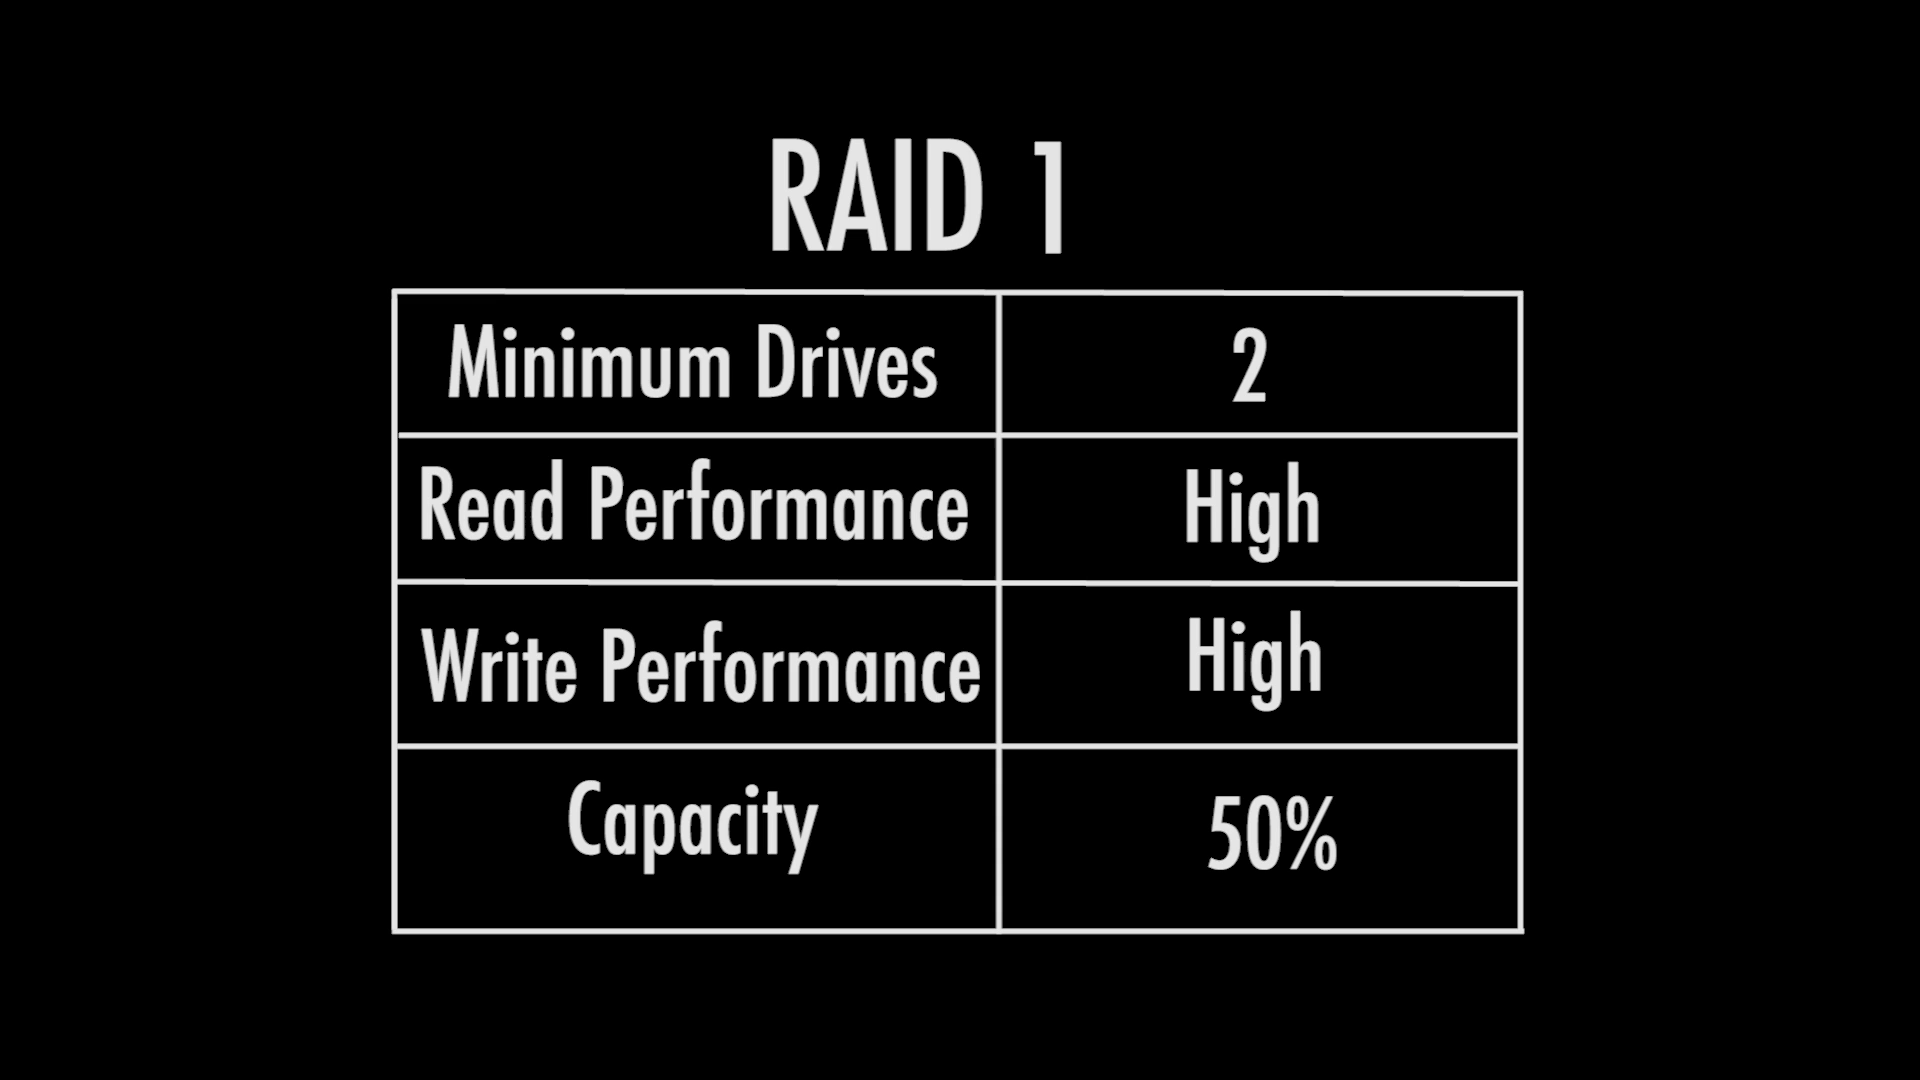 RAID 1
Minimum Drives 2
Read Performance High
Write Performance High
Capacity 50%